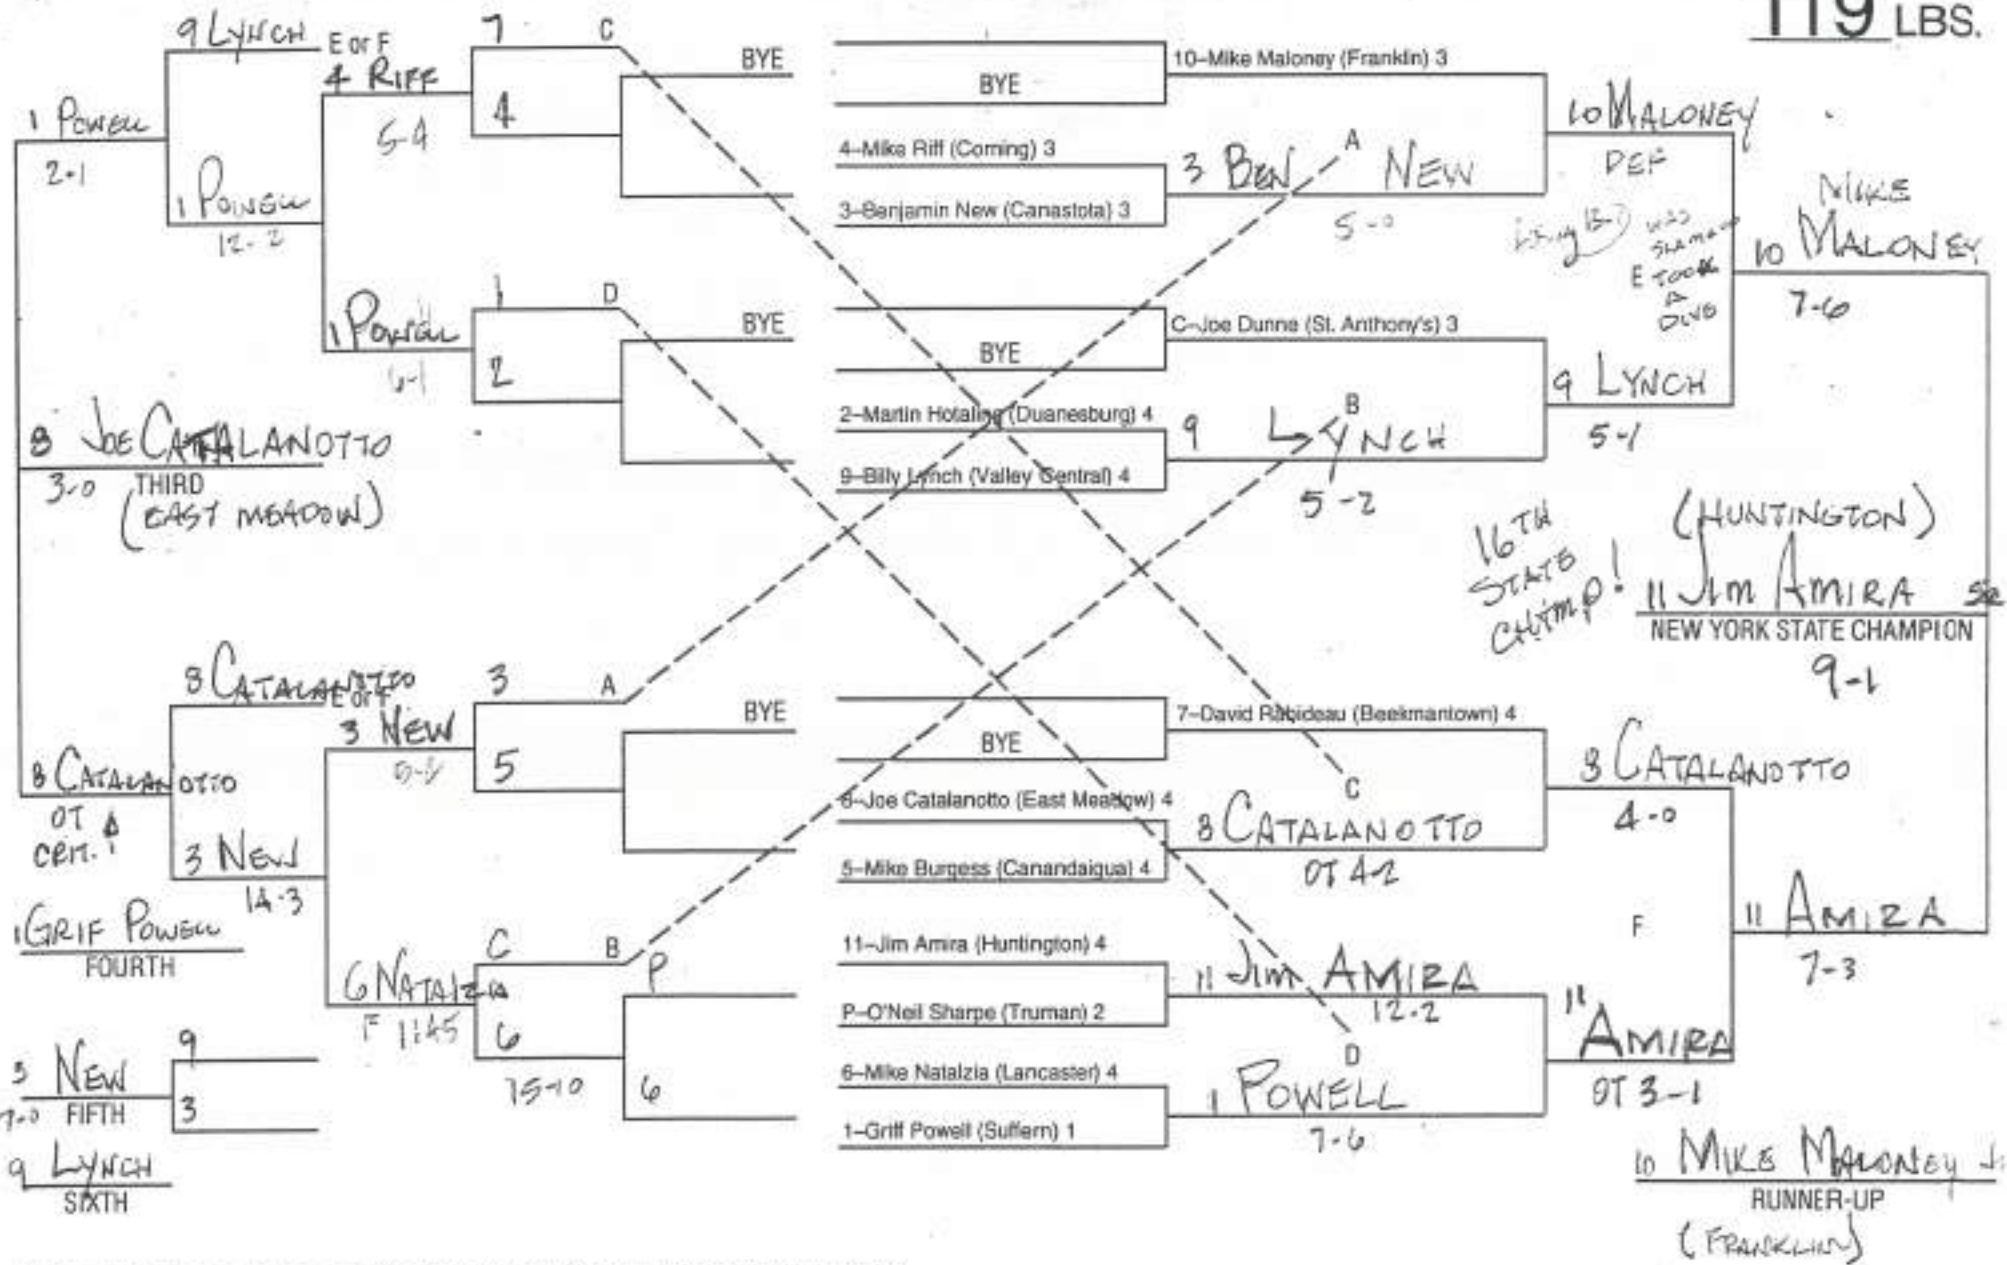 119 LBS.
9 LYNCH
E or F
4 RIFF
5-4
1 POWELL
2-1
1 POWELL
12-2
1 POWELL
6-1
7
C
4
1
D
2
8 JOE CATALANOTTO
3-0 THIRD
(EAST MEADOW)
8 CATALANOTTO
E or F
3 NEW
8 CATALANOTTO
OT
CRIT.
3 NEW
14-3
3
A
5
1 GRIF POWELL
FOURTH
6 NATALZIA
F 1:45
C
B
6
15-10
P
6
NEW
FIFTH
9
3
9 LYNCH
SIXTH
BYE
BYE
10-Mike Maloney (Franklin) 3
4-Mike Riff (Corning) 3
3-Benjamin New (Canastota) 3
3 BEN NEW
A
5-0
BYE
BYE
C-Joe Dunne (St. Anthony's) 3
2-Martin Hotaling (Duanesburg) 4
9-Billy Lynch (Valley Central) 4
9 LYNCH
B
5-2
BYE
BYE
7-David Rabideau (Beekmantown) 4
8-Joe Catalanotto (East Meadow) 4
5-Mike Burgess (Canandaigua) 4
C
8 CATALANOTTO
OT 4-2
11-Jim Amira (Huntington) 4
P-O'Neil Sharpe (Truman) 2
11 JIM AMIRA
12-2
6-Mike Natalzia (Lancaster) 4
1-Griff Powell (Suffern) 1
D
1 POWELL
7-6
10 MALONEY
DEF
WAS
E TOOK
A
DIVE
9 LYNCH
5-1
MIKE
10 MALONEY
7-6
16TH
STATE
CHAMP!
(HUNTINGTON)
11 JIM AMIRA SR
NEW YORK STATE CHAMPION
9-1
8 CATALANOTTO
4-0
F
11 AMIRA
7-3
11 AMIRA
OT 3-1
10 MIKE MALONEY
RUNNER-UP
(FRANKLIN)